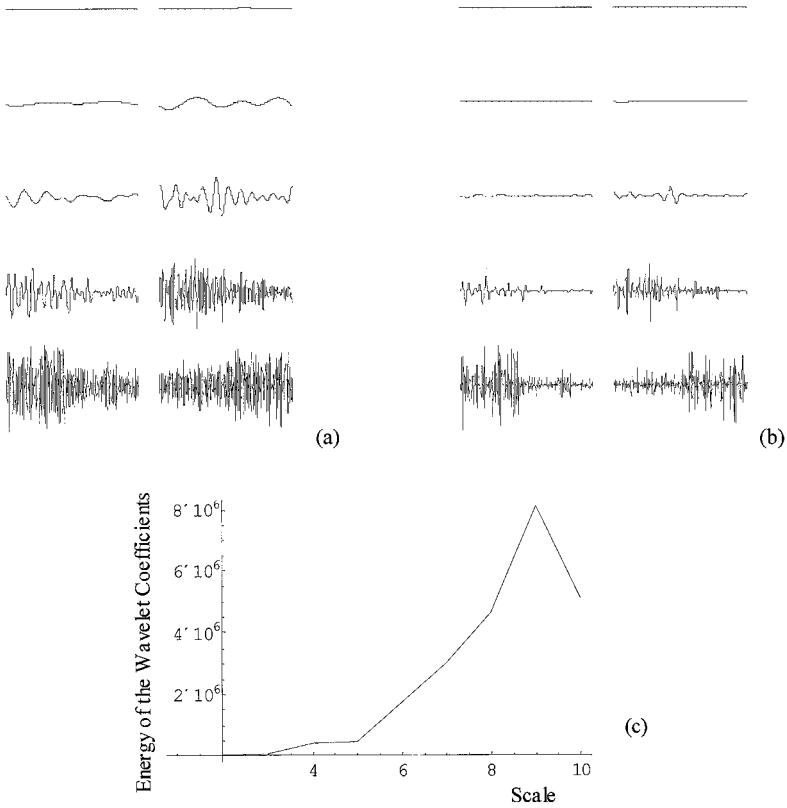 (a)
(b)
Energy of the Wavelet Coefficients
8´10⁶
6´10⁶
4´10⁶
2´10⁶
4
6
8
10
Scale
(c)